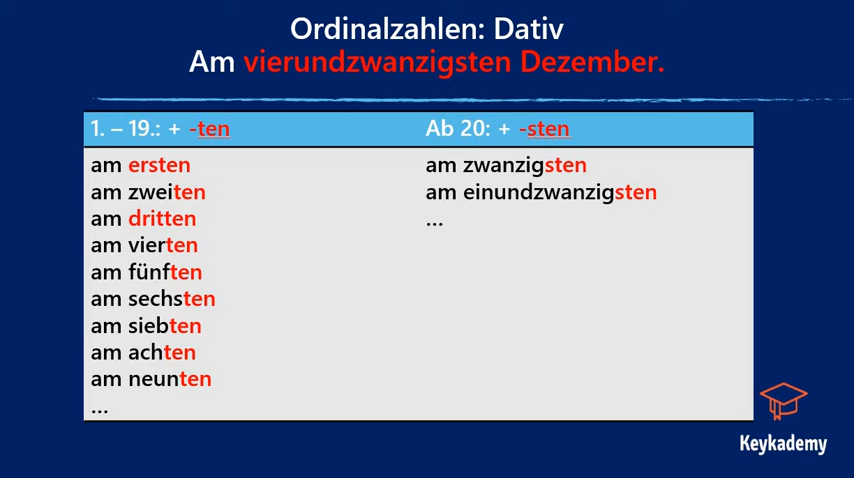 Ordinalzahlen: Dativ
Am vierundzwanzigsten Dezember.
1. – 19.: + -ten
am ersten
am zweiten
am dritten
am vierten
am fünften
am sechsten
am siebten
am achten
am neunten
...
Ab 20: + -sten
am zwanzigsten
am einundzwanzigsten
...
Keykademy